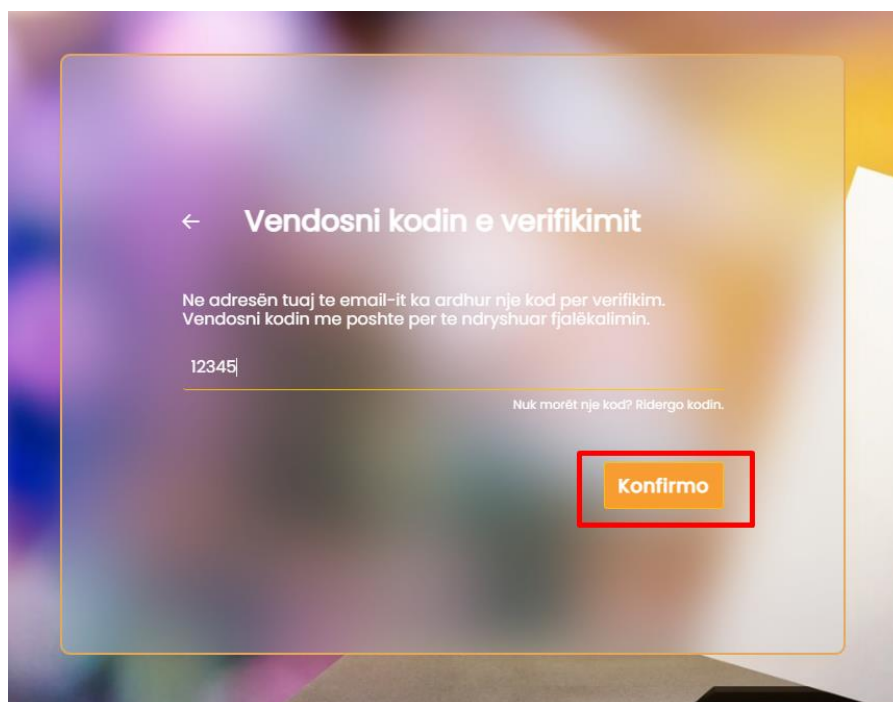 Vendosni kodin e verifikimit
Ne adresën tuaj te email-it ka ardhur nje kod per verifikim.
Vendosni kodin me poshte per te ndryshuar fjalëkalimin.
12345
Nuk morët nje kod? Ridergo kodin.
Konfirmo